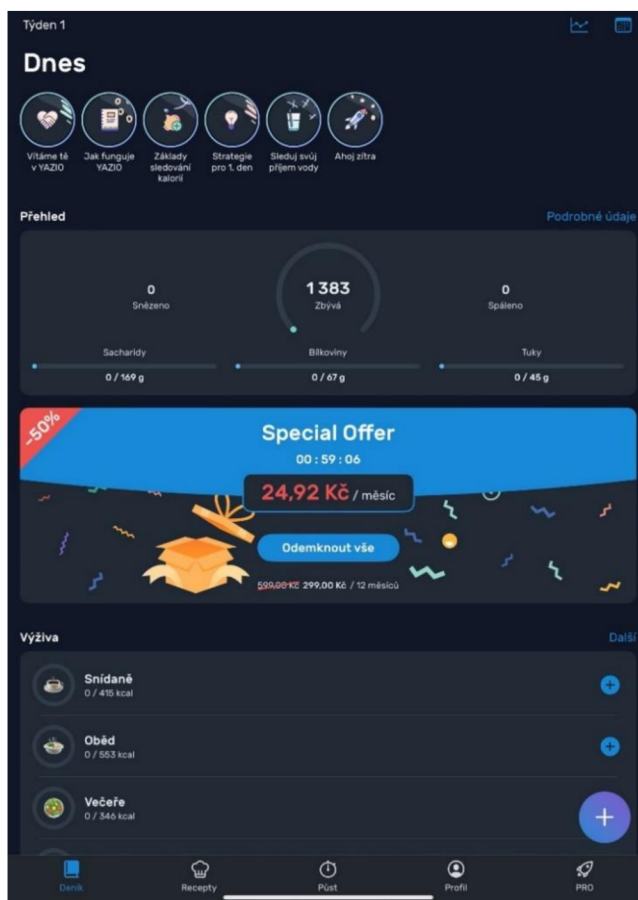 Týden 1
Dnes
Vítáme tě
v YAZIO
Jak funguje
YAZIO
Základy
sledování
kalorií
Strategie
pro 1. den
Sleduj svůj
příjem vody
Ahoj zítra
Přehled
Podrobné údaje
0
Snězeno
1 383
Zbývá
0
Spáleno
Sacharidy
0 / 169 g
Bílkoviny
0 / 67 g
Tuky
0 / 45 g
-50%
Special Offer
00 : 59 : 06
24,92 Kč / měsíc
Odemknout vše
599,00 Kč 299,00 Kč / 12 měsíců
Výživa
Další
Snídaně
0 / 415 kcal
Oběd
0 / 553 kcal
Večeře
0 / 346 kcal
Deník
Recepty
Půst
Profil
PRO